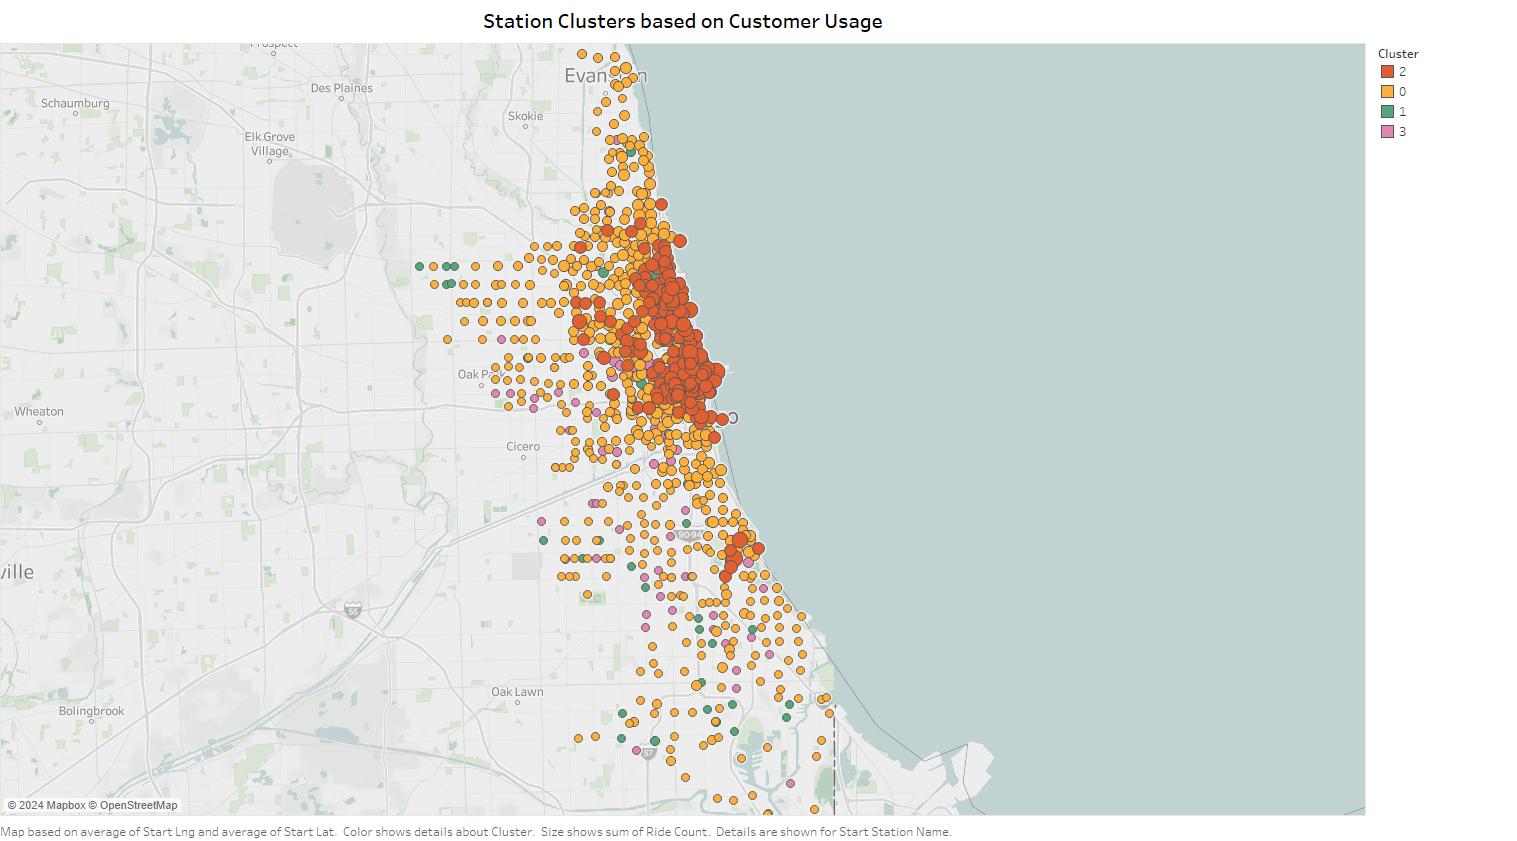 Station Clusters based on Customer Usage
Cluster
2
0
1
3
Prospect
Evan n
Des Plaines
Schaumburg
Skokie
Elk Grove
Village
Oak Park
Wheaton
o
Cicero
90-94
ville
55
Oak Lawn
Bolingbrook
57
© 2024 Mapbox © OpenStreetMap
Map based on average of Start Lng and average of Start Lat. Color shows details about Cluster. Size shows sum of Ride Count. Details are shown for Start Station Name.